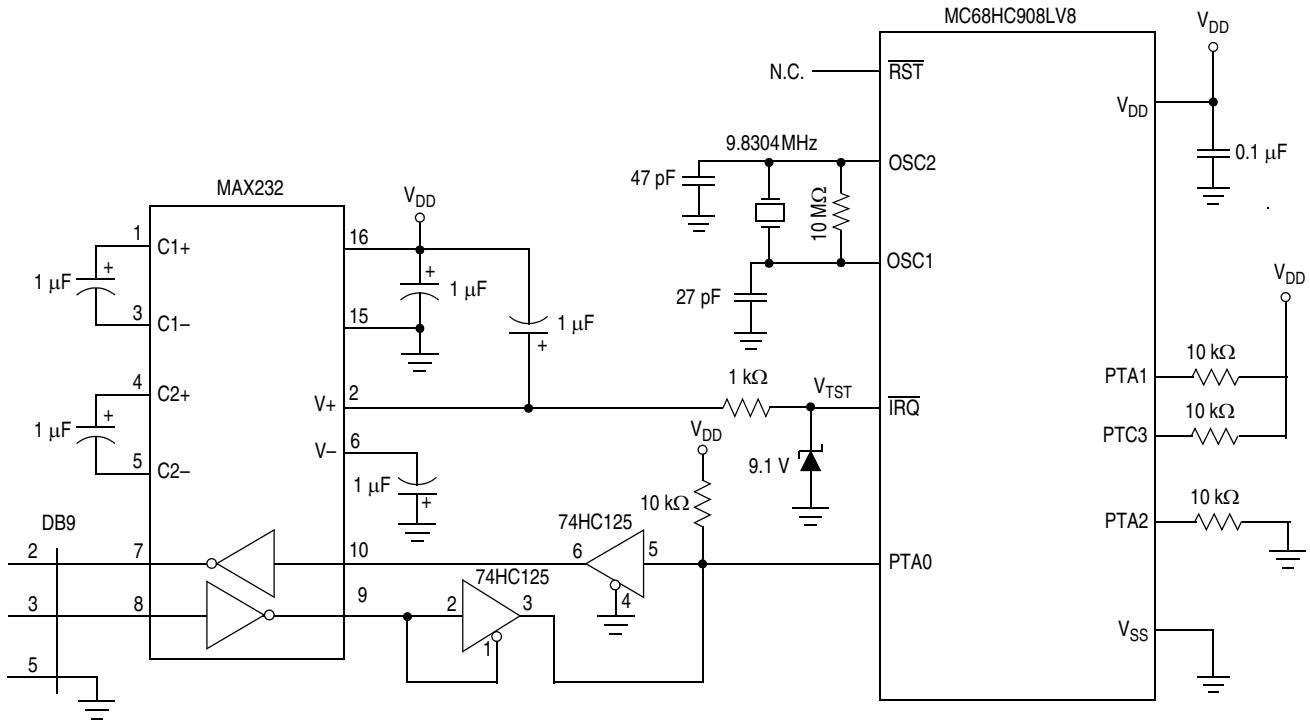 MC68HC908LV8
V_DD
N.C.
RST
V_DD
9.8304MHz
OSC2
0.1 µF
47 pF
10 MΩ
MAX232
V_DD
1
C1+
16
+
+
1 µF
1 µF
OSC1
V_DD
27 pF
3
C1–
15
1 µF
+
10 kΩ
1 kΩ
V_TST
PTA1
4
C2+
V+
2
IRQ
10 kΩ
+
PTC3
1 µF
V_DD
V–
6
9.1 V
5
C2–
1 µF
+
10 kΩ
10 kΩ
PTA2
DB9
74HC125
2
7
10
6
5
PTA0
74HC125
4
3
8
9
2
3
1
V_SS
5